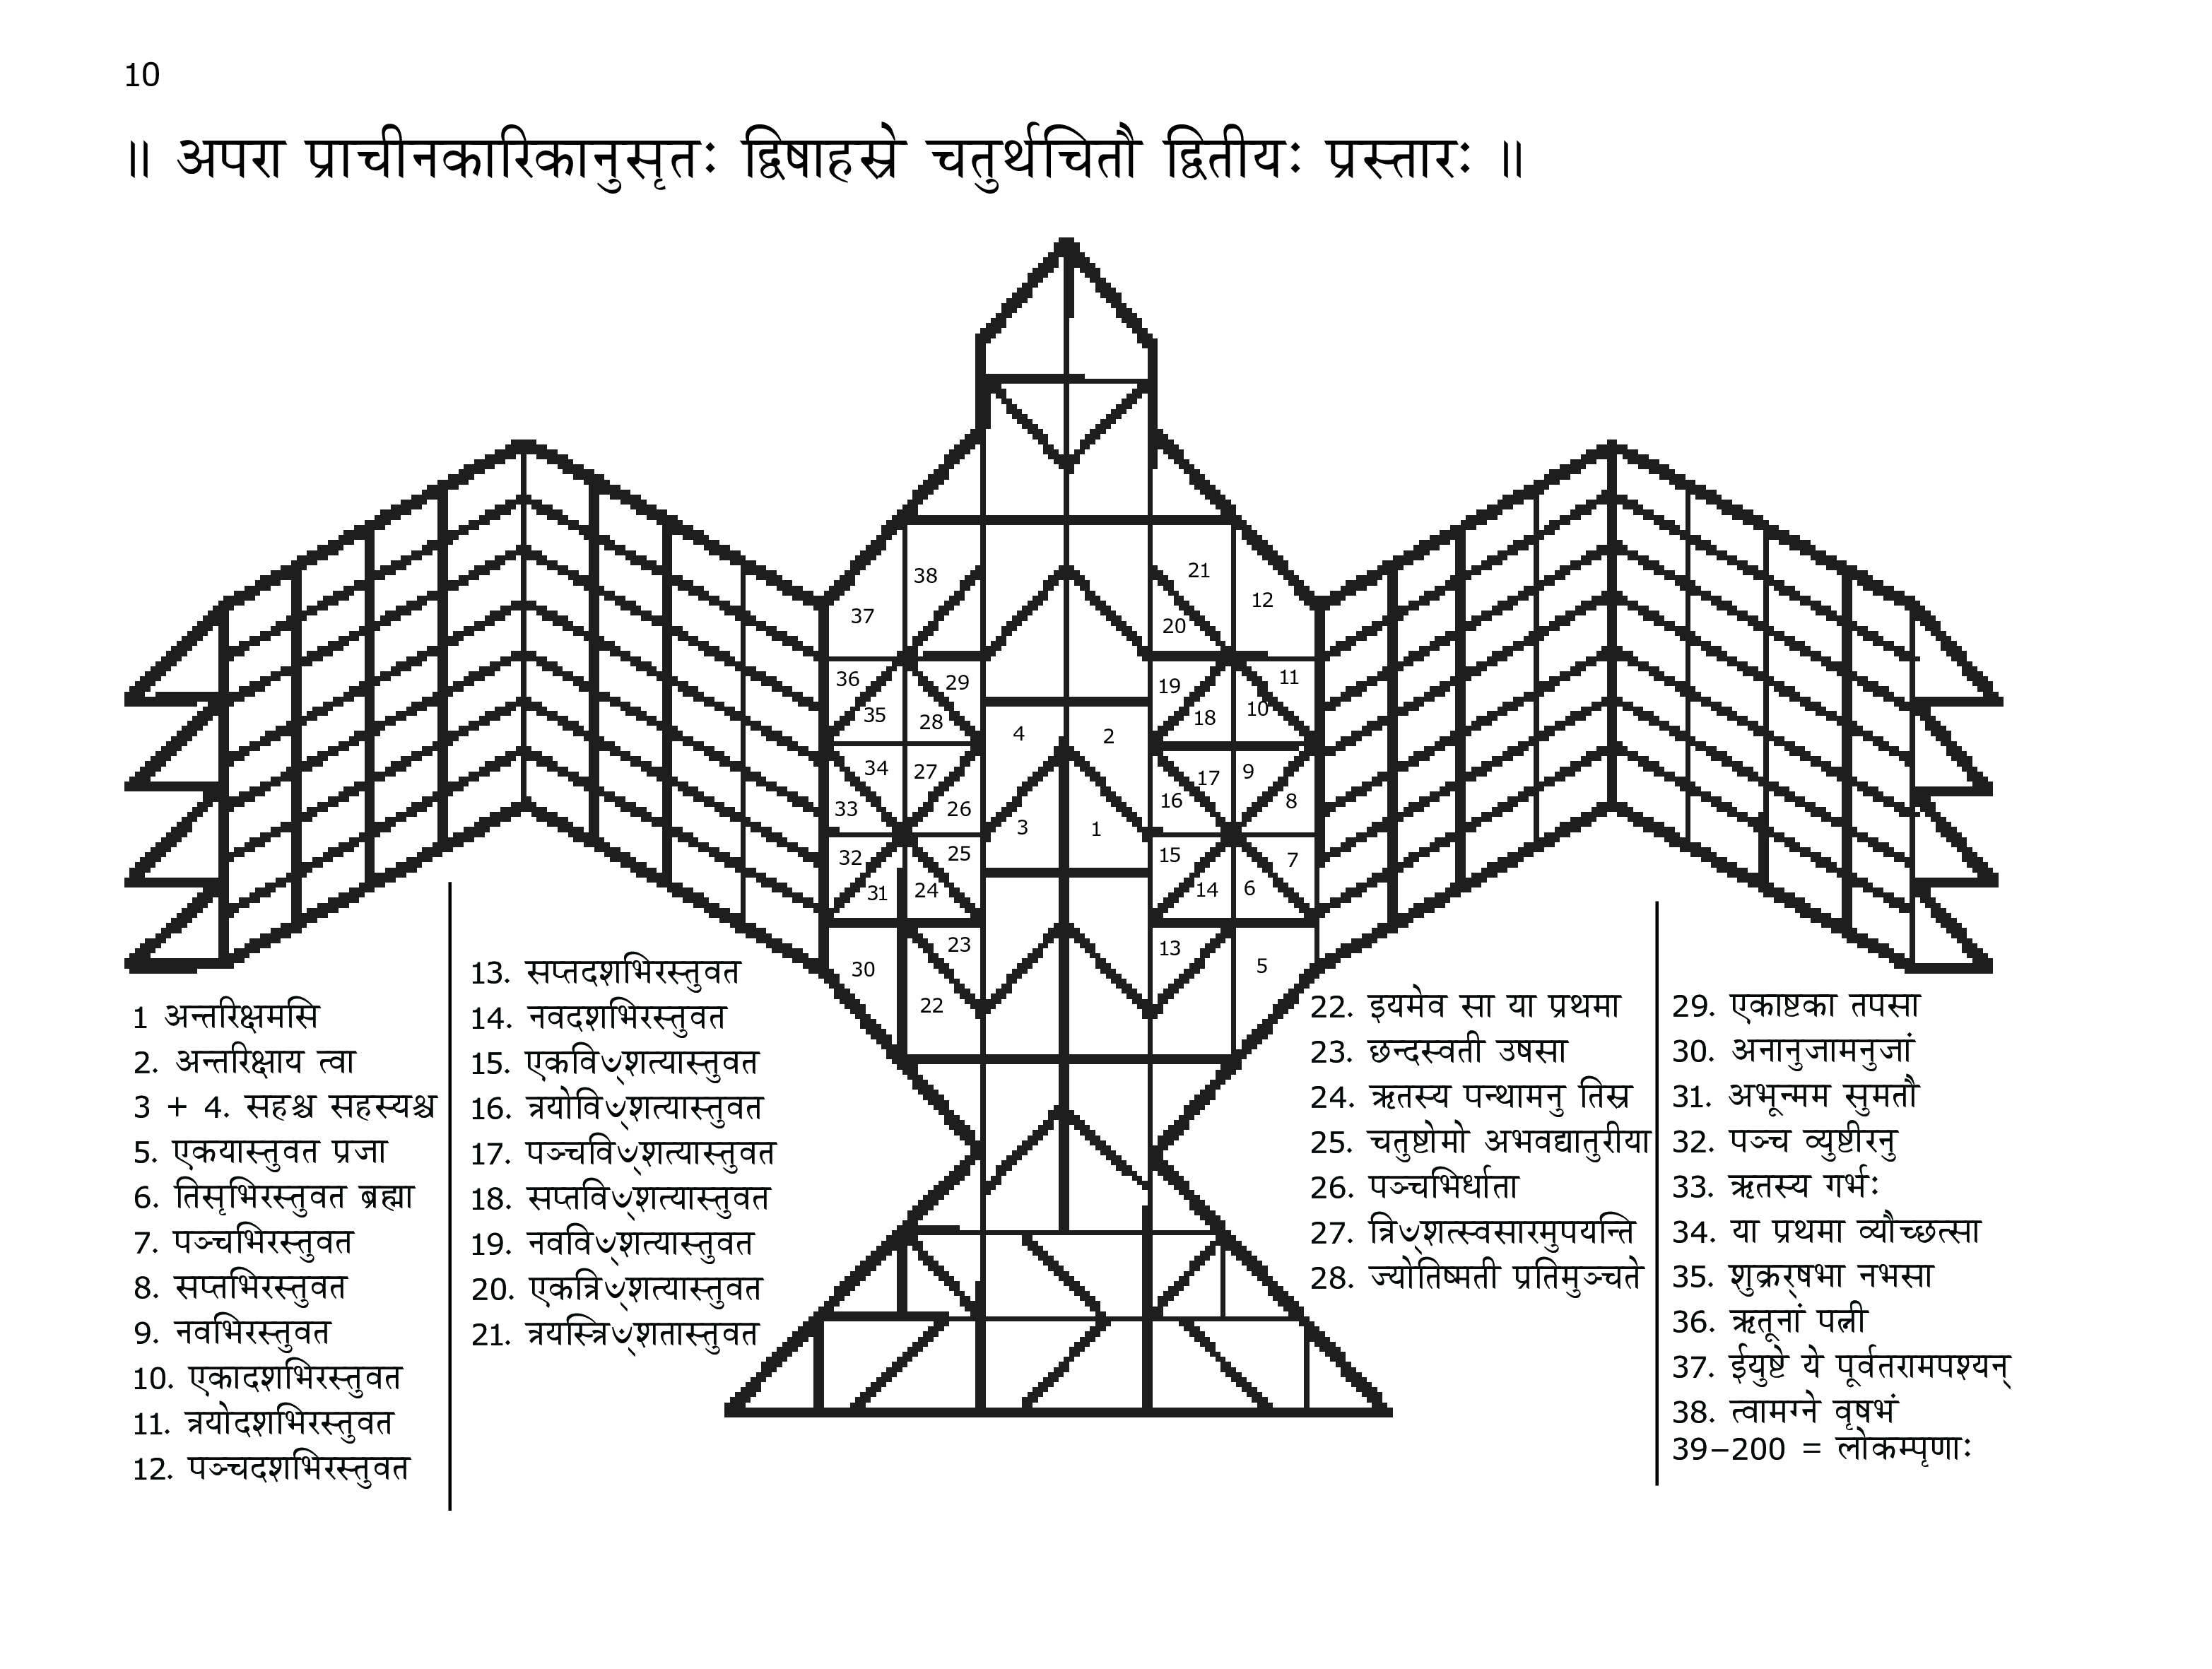 10
॥ अपरा प्राचीनकारिकानुसृतः द्विषाहस्रे चतुर्थचितौ द्वितीयः प्रस्तारः ॥
38
21
12
37
20
36
29
19
11
35
28
18
10
4
2
34
27
17
9
33
26
16
8
3
1
32
25
15
7
31
24
14
6
23
13
30
5
22
1 अन्तरिक्षमसि
2. अन्तरिक्षाय त्वा
3 + 4. सहश्च सहस्यश्च
5. एकयास्तुवत प्रजा
6. तिसृभिरस्तुवत ब्रह्मा
7. पञ्चभिरस्तुवत
8. सप्तभिरस्तुवत
9. नवभिरस्तुवत
10. एकादशभिरस्तुवत
11. त्रयोदशभिरस्तुवत
12. पञ्चदशभिरस्तुवत
13. सप्तदशभिरस्तुवत
14. नवदशभिरस्तुवत
15. एकविꣳशत्यास्तुवत
16. त्रयोविꣳशत्यास्तुवत
17. पञ्चविꣳशत्यास्तुवत
18. सप्तविꣳशत्यास्तुवत
19. नवविꣳशत्यास्तुवत
20. एकत्रिꣳशत्यास्तुवत
21. त्रयस्त्रिꣳशतास्तुवत
22. इयमेव सा या प्रथमा
23. छन्दस्वती उषसा
24. ऋतस्य पन्थामनु तिस्र
25. चतुष्टोमो अभवद्यातुरीया
26. पञ्चभिर्धाता
27. त्रिꣳशत्स्वसारमुपयन्ति
28. ज्योतिष्मती प्रतिमुञ्चते
29. एकाष्टका तपसा
30. अनानुजामनुजां
31. अभून्मम सुमतौ
32. पञ्च व्युष्टीरनु
33. ऋतस्य गर्भः
34. या प्रथमा व्यौच्छत्सा
35. शुक्रर्‌षभा नभसा
36. ऋतूनां पत्नी
37. ईयुष्टे ये पूर्वतरामपश्यन्
38. त्वामग्ने वृषभं
39–200 = लोकम्पृणाः